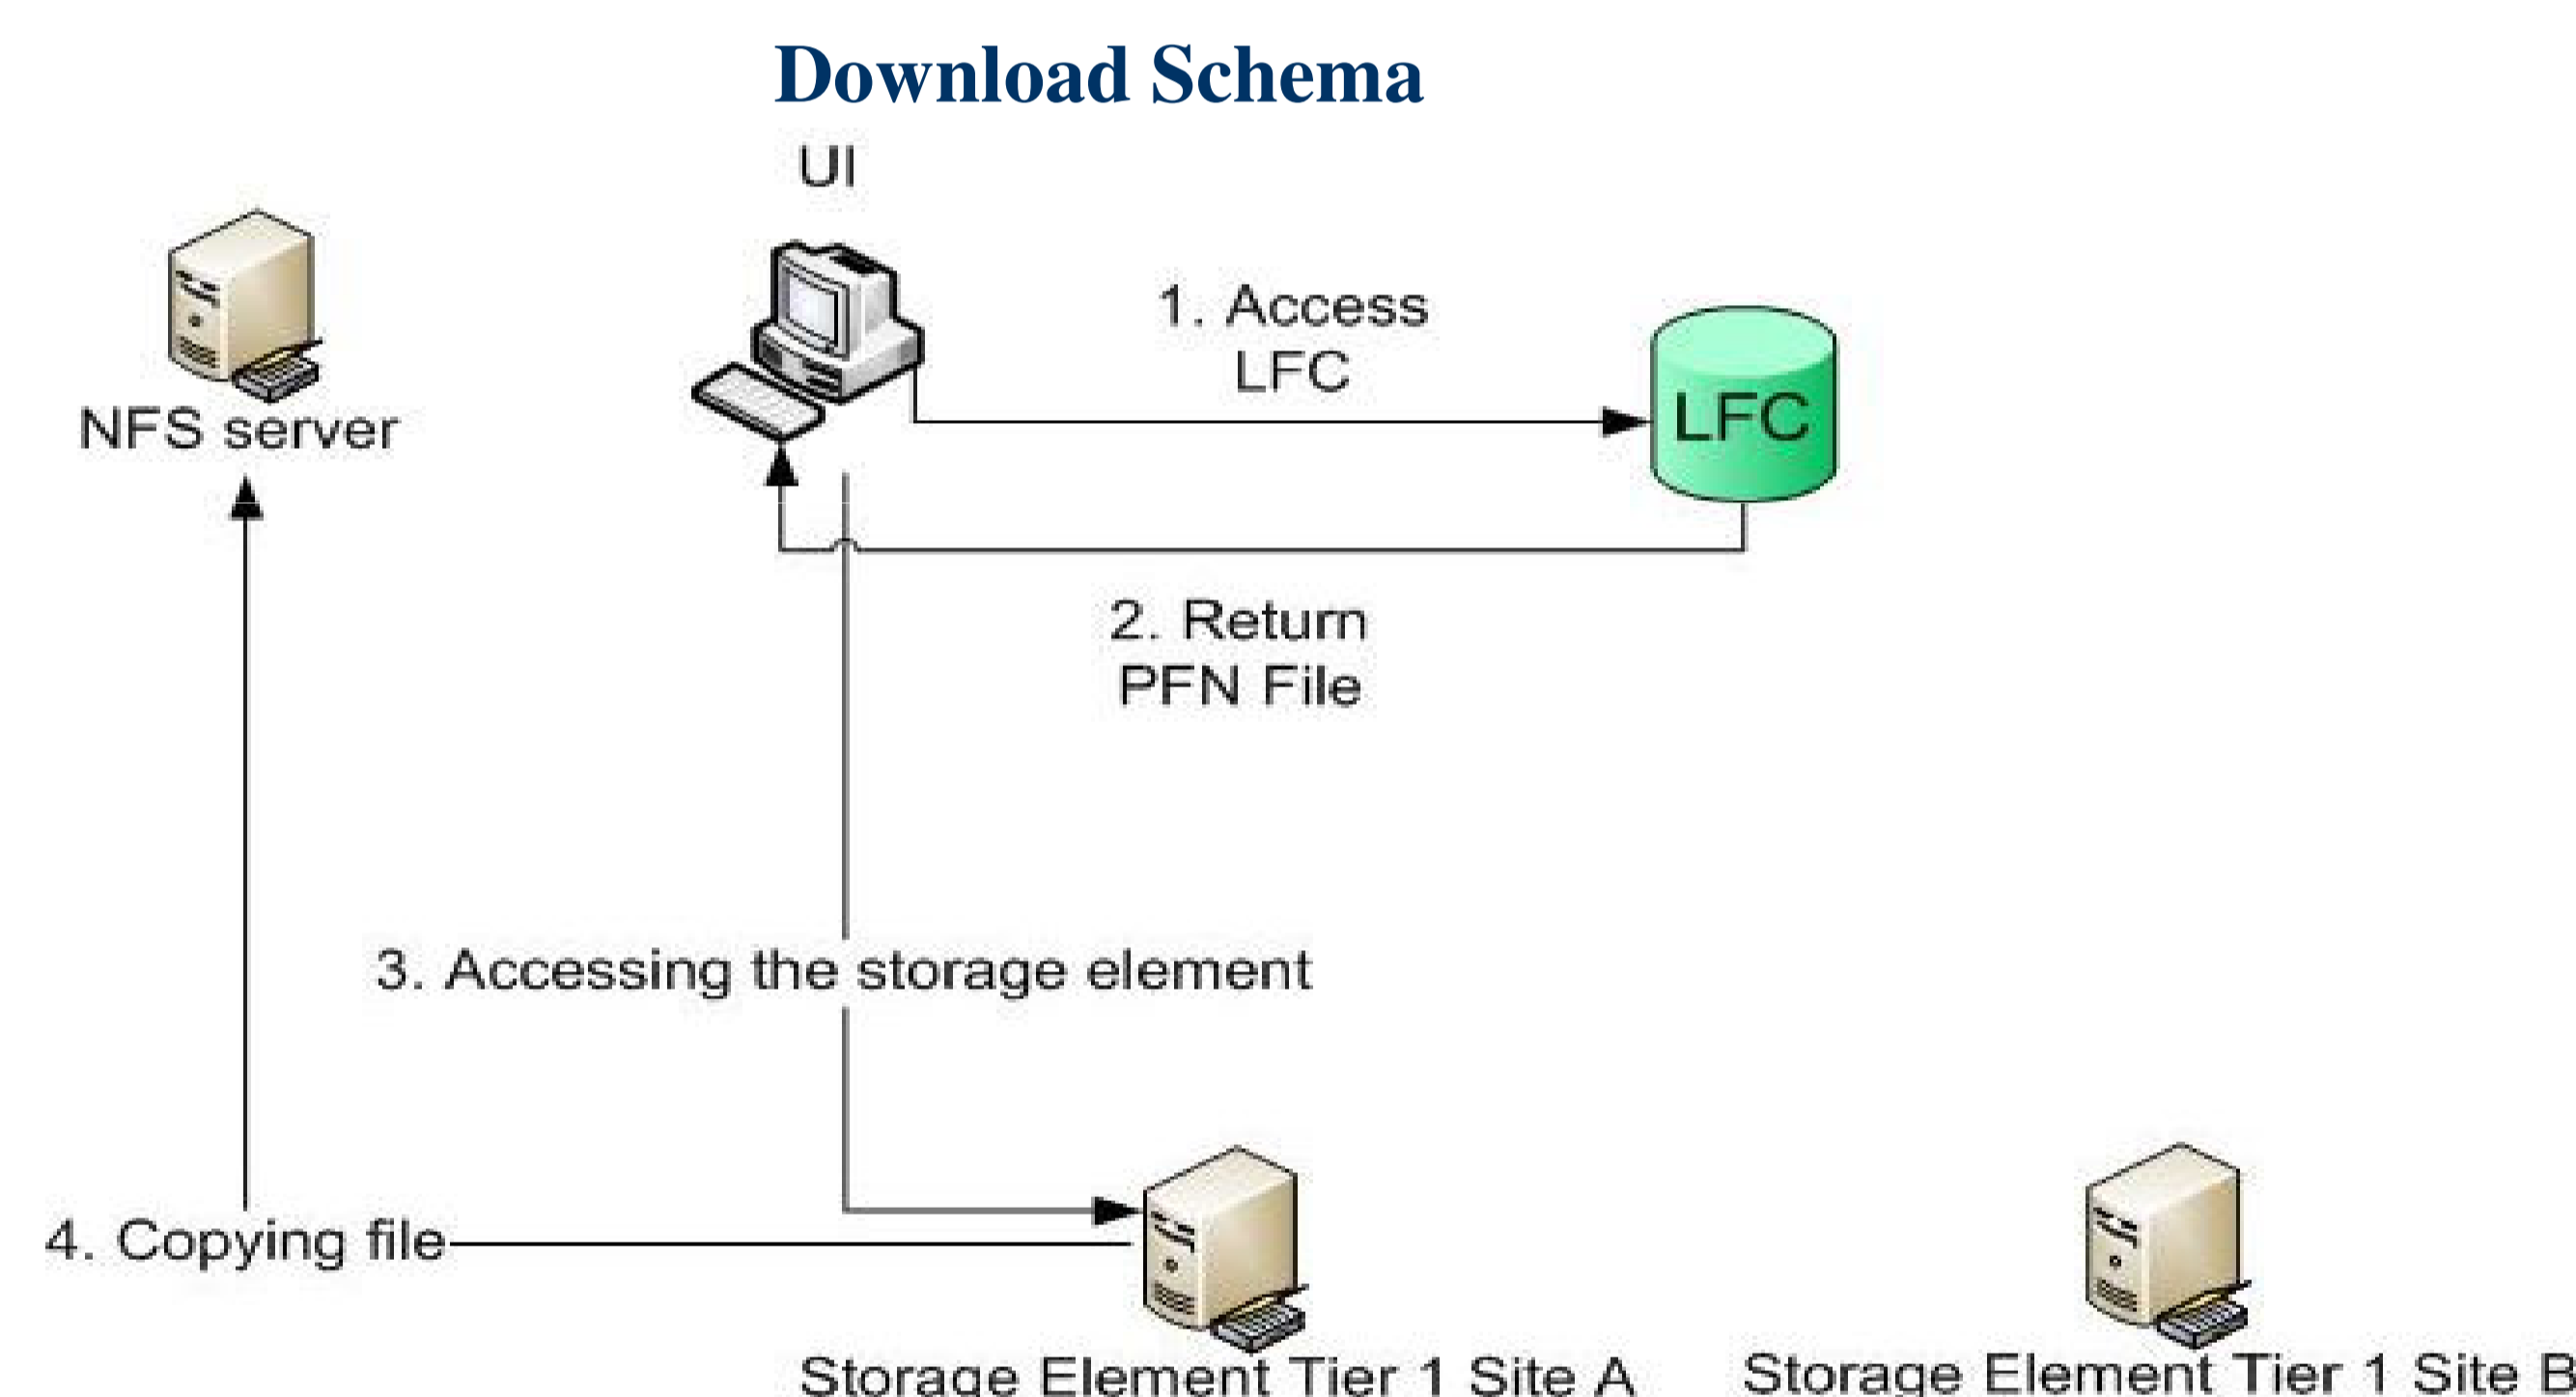 Download Schema
UI
NFS server
1. Access
LFC
LFC
2. Return
PFN File
3. Accessing the storage element
4. Copying file
Storage Element Tier 1 Site A
Storage Element Tier 1 Site B